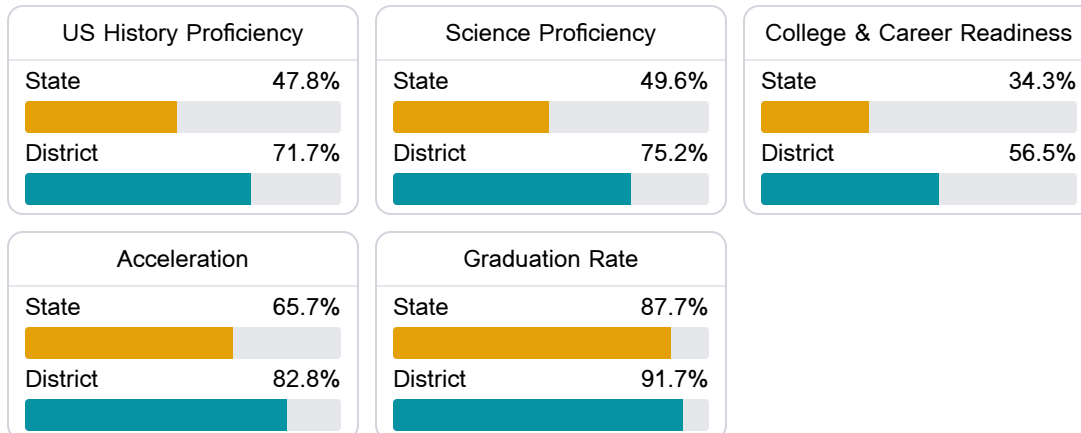 US History Proficiency
State 47.8%
District 71.7%
Science Proficiency
State 49.6%
District 75.2%
College & Career Readiness
State 34.3%
District 56.5%
Acceleration
State 65.7%
District 82.8%
Graduation Rate
State 87.7%
District 91.7%